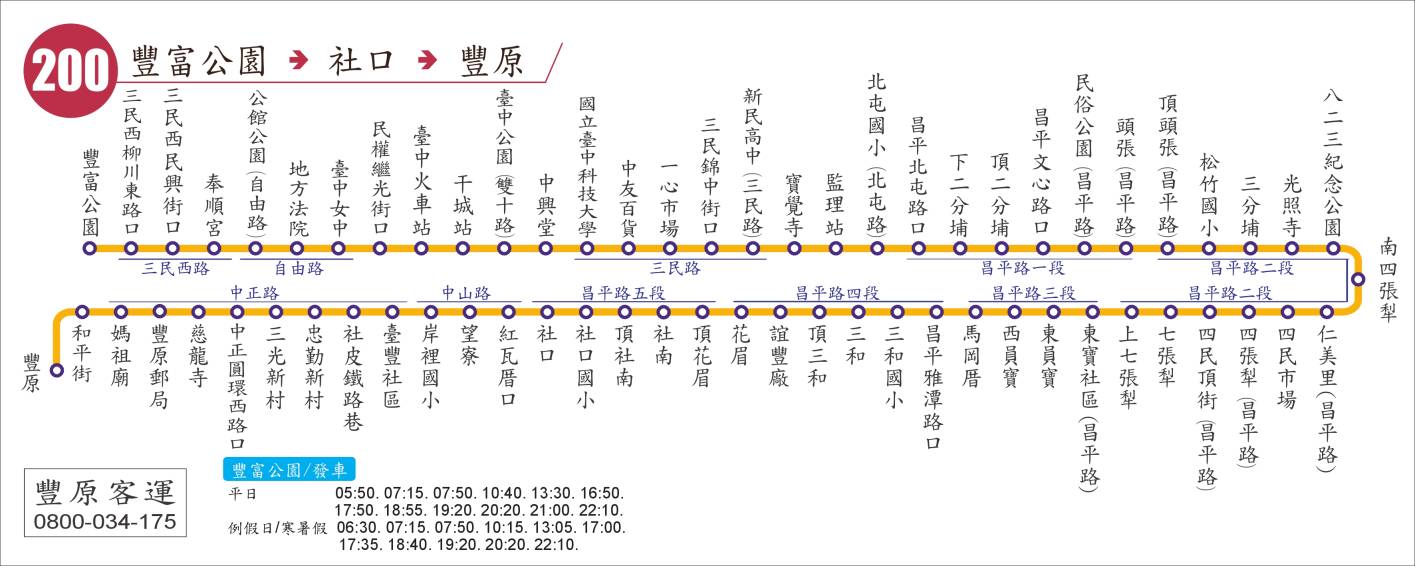 200
豐富公園 → 社口 → 豐原
豐富公園
三民西柳川東路口
三民西民興街口
奉順宮
公館公園(自由路)
地方法院
臺中女中
民權繼光街口
臺中火車站
干城站
臺中公園(雙十路)
中興堂
國立臺中科技大學
中友百貨
一心市場
三民錦中街口
新民高中(三民路)
寶覺寺
監理站
北屯國小(北屯路)
昌平北屯路口
下二分埔
頂二分埔
昌平文心路口
民俗公園(昌平路)
頭張(昌平路)
頂頭張(昌平路)
松竹國小
三分埔
光照寺
八二三紀念公園
南四張犁
三民西路
自由路
三民路
昌平路一段
昌平路二段
中正路
中山路
昌平路五段
昌平路四段
昌平路三段
昌平路二段
豐原
和平街
媽祖廟
豐原郵局
慈龍寺
中正圓環西路口
三光新村
忠勤新村
社皮鐵路巷
臺豐社區
岸裡國小
望寮
紅瓦厝口
社口
社口國小
頂社南
社南
頂花眉
花眉
誼豐廠
頂三和
三和
三和國小
昌平雅潭路口
馬岡厝
西員寶
東員寶
東寶社區(昌平路)
上七張犁
七張犁
四民頂街(昌平路)
四張犁(昌平路)
四民市場
仁美里(昌平路)
豐原客運
0800-034-175
豐富公園/發車
平日 05:50. 07:15. 07:50. 10:40. 13:30. 16:50.
17:50. 18:55. 19:20. 20:20. 21:00. 22:10.
例假日/寒暑假 06:30. 07:15. 07:50. 10:15. 13:05. 17:00.
17:35. 18:40. 19:20. 20:20. 22:10.